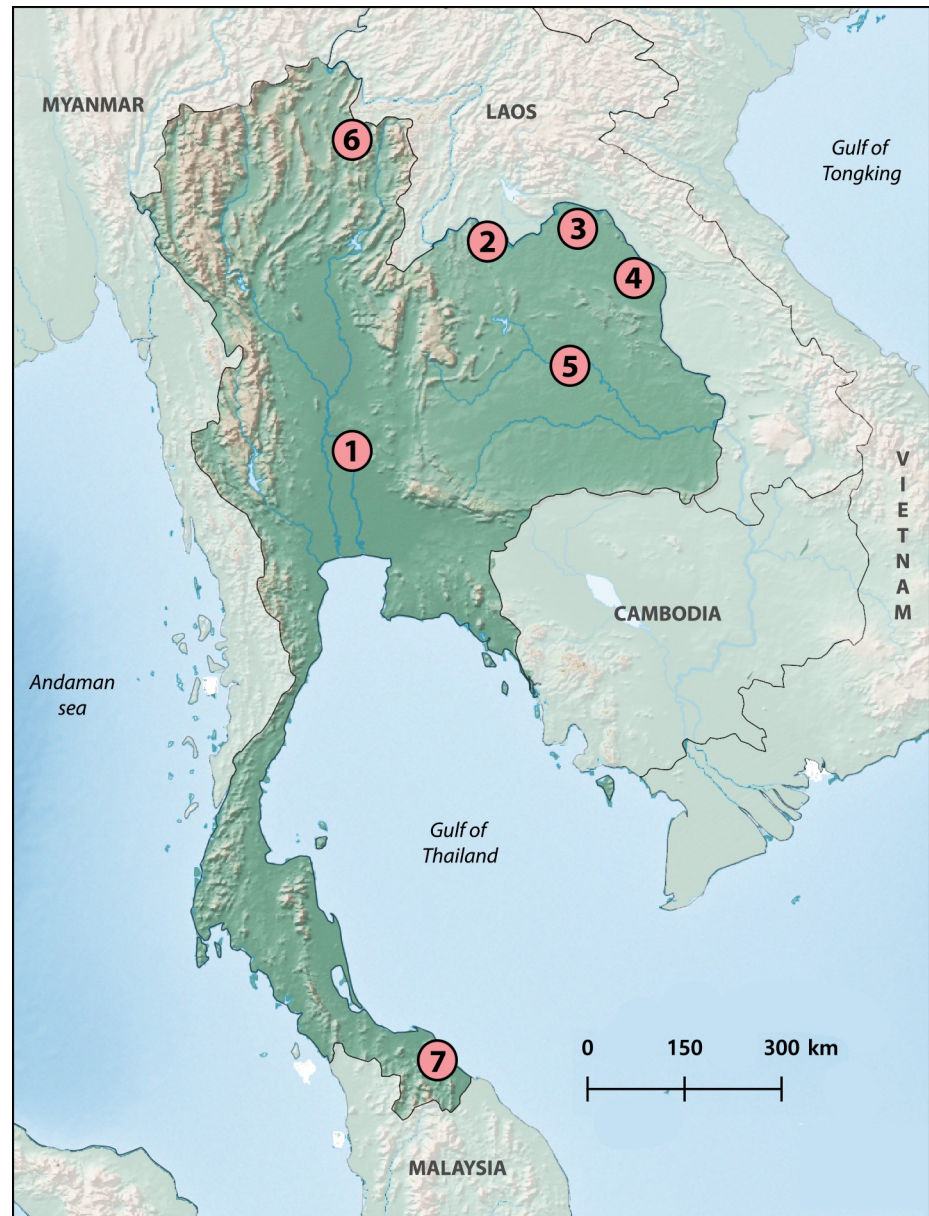 MYANMAR
LAOS
Gulf of
Tongking
6
2
3
4
5
1
VIETNAM
CAMBODIA
Andaman
sea
Gulf of
Thailand
7
0 150 300 km
MALAYSIA